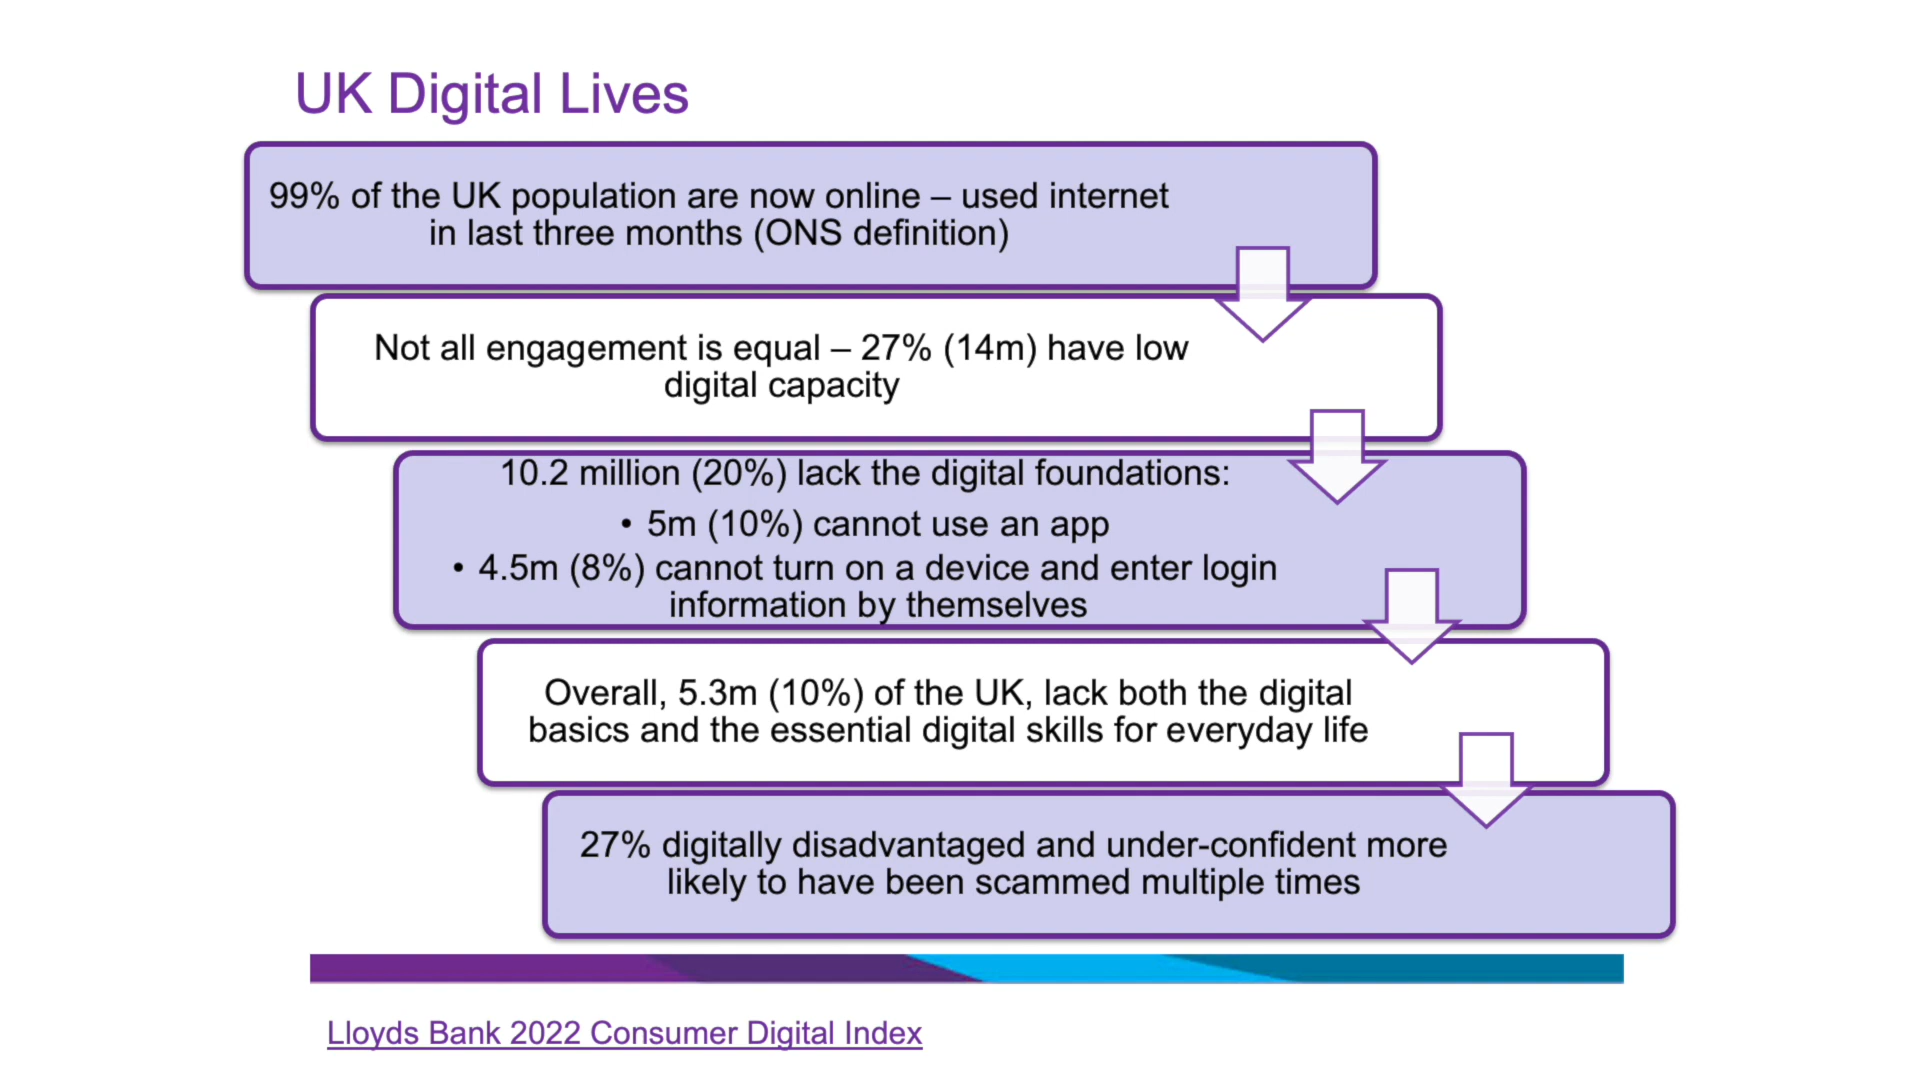 UK Digital Lives
99% of the UK population are now online – used internet
in last three months (ONS definition)
Not all engagement is equal – 27% (14m) have low
digital capacity
10.2 million (20%) lack the digital foundations:
• 5m (10%) cannot use an app
• 4.5m (8%) cannot turn on a device and enter login
information by themselves
Overall, 5.3m (10%) of the UK, lack both the digital
basics and the essential digital skills for everyday life
27% digitally disadvantaged and under-confident more
likely to have been scammed multiple times
Lloyds Bank 2022 Consumer Digital Index